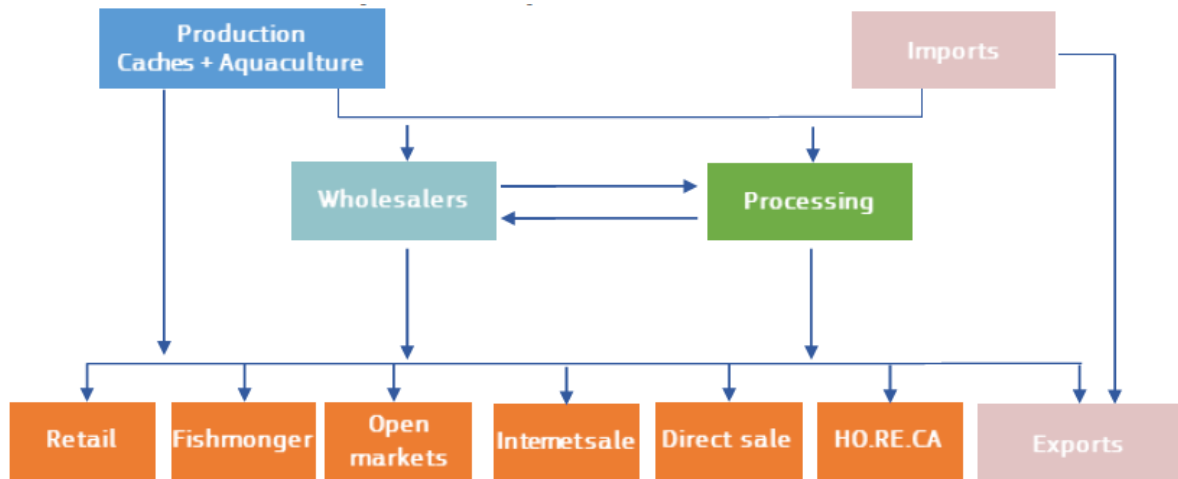 Production
Caches + Aquaculture
Imports
Wholesalers
Processing
Retail
Fishmonger
Open
markets
Internetsale
Direct sale
HO.RE.CA
Exports